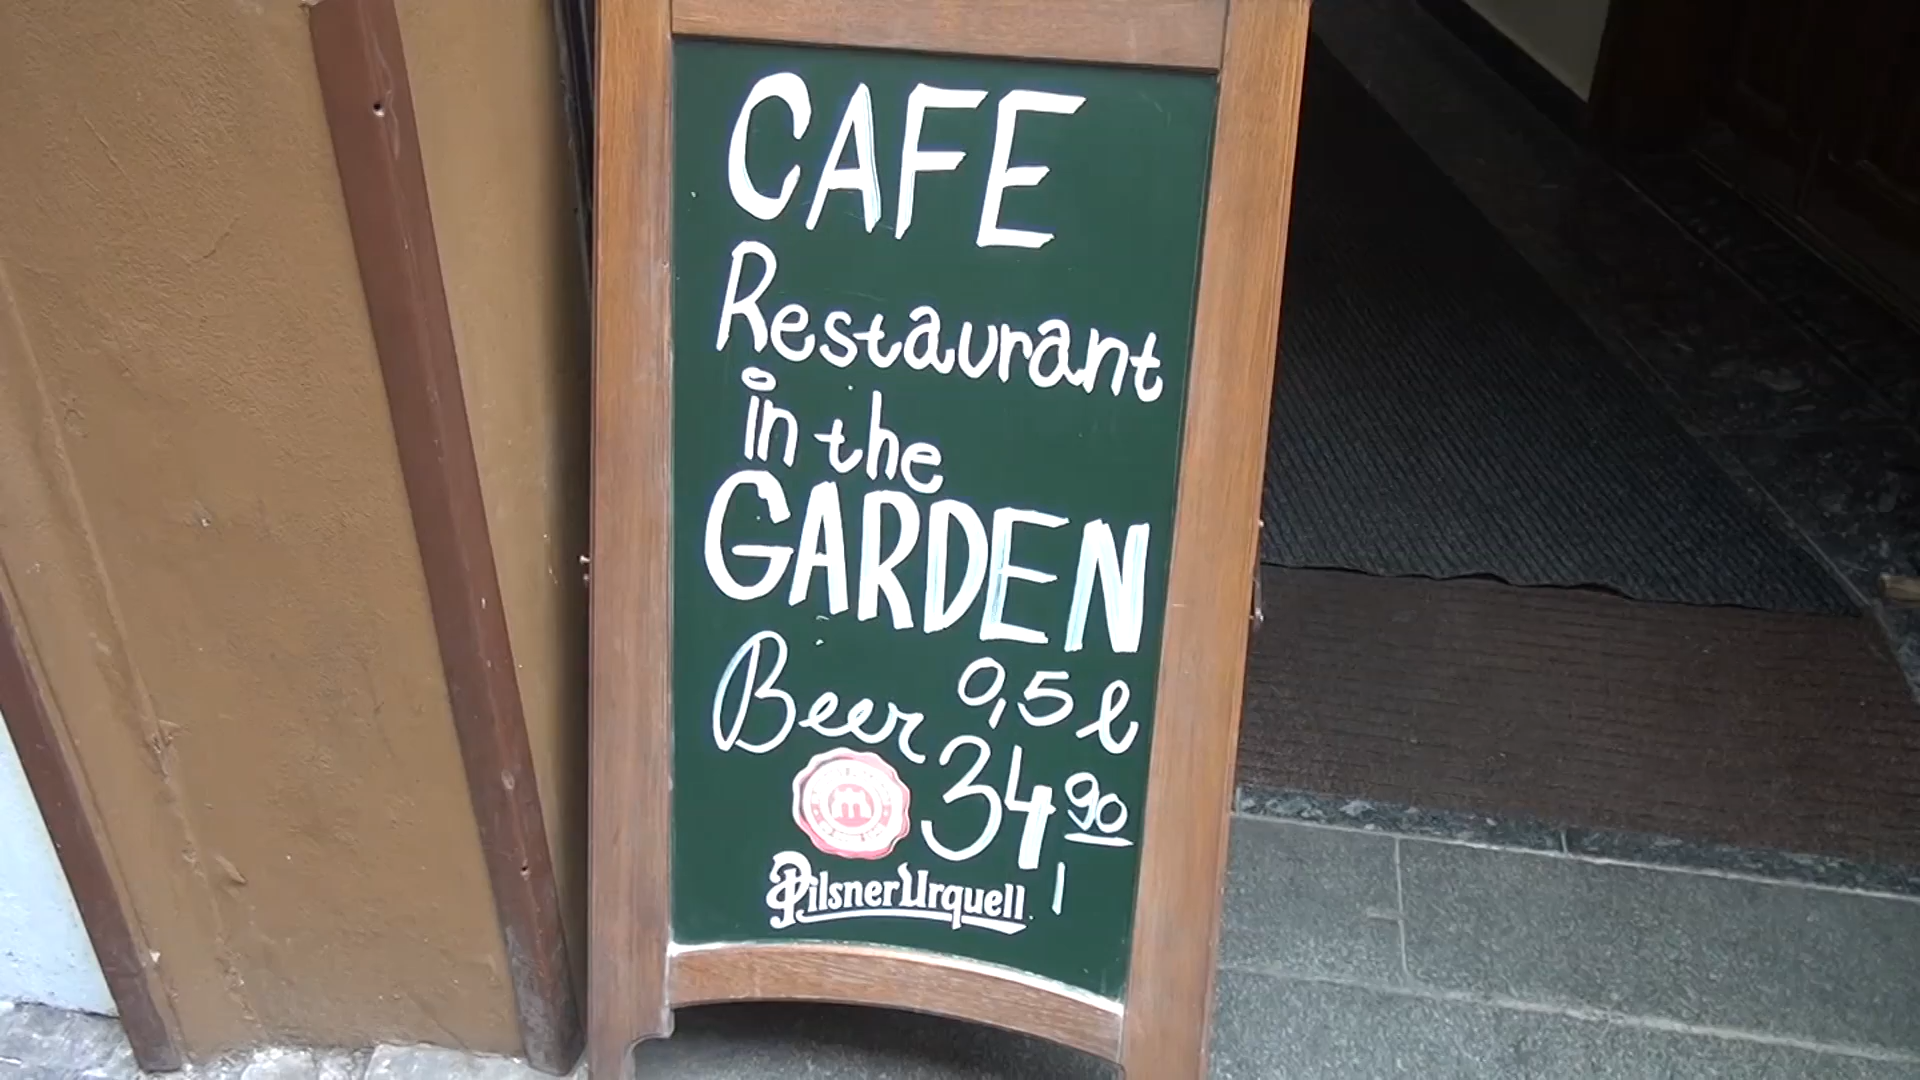 CAFE
Restaurant
in the
GARDEN
Beer 0,5 l
34 90
Pilsner Urquell